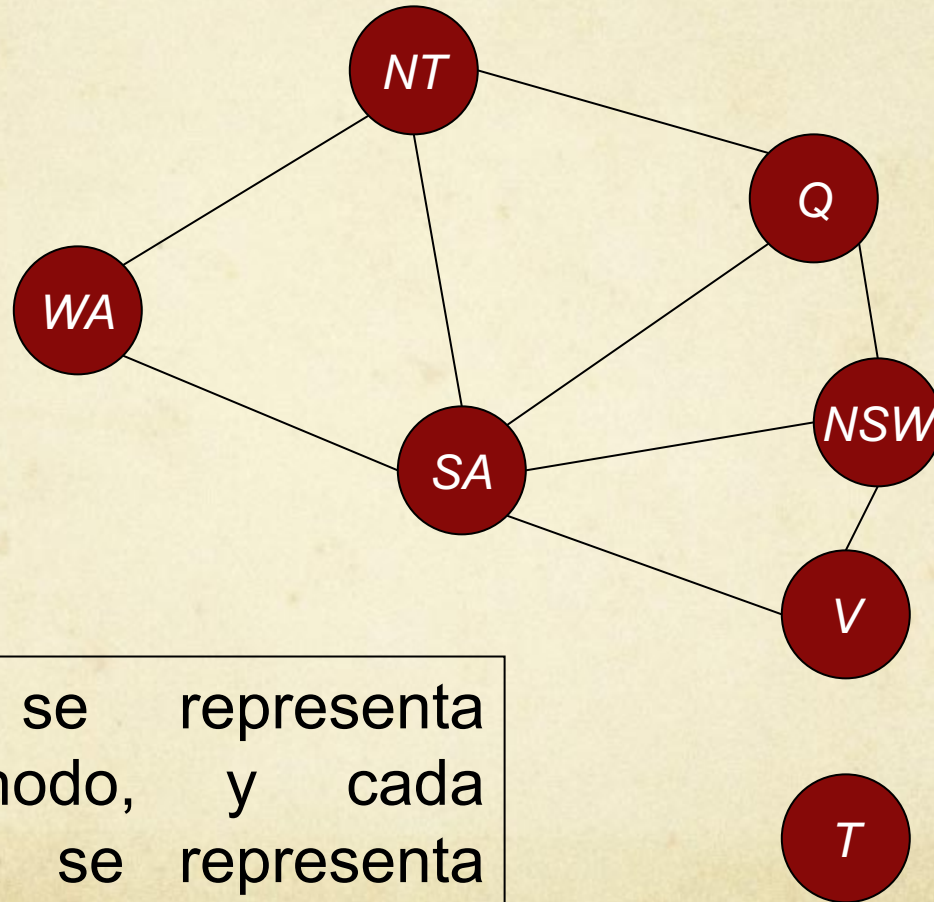 NT
Q
WA
NSW
SA
V
se representa
nodo, y cada
se representa
T